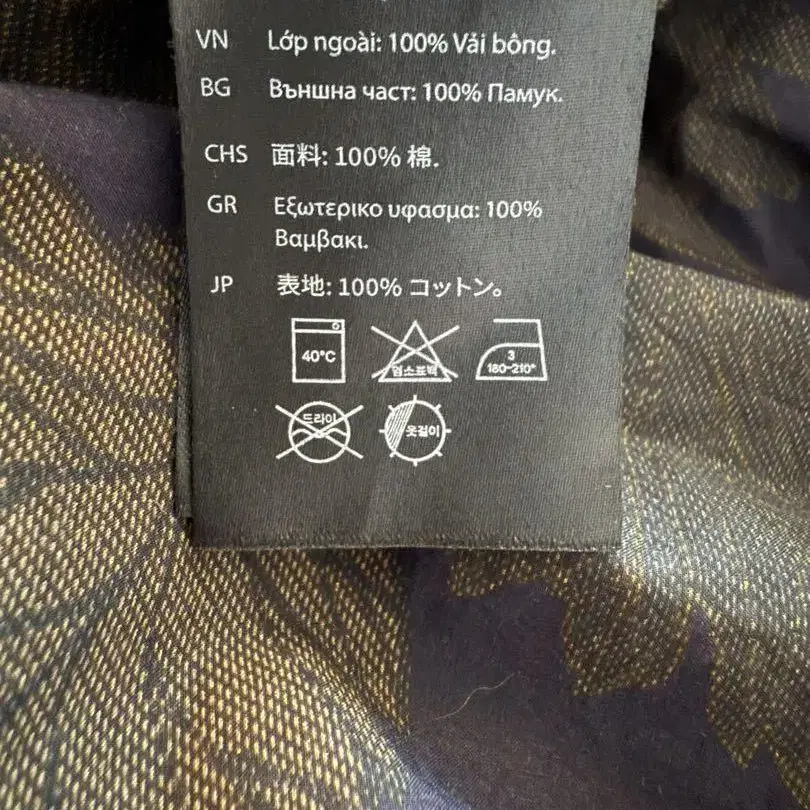 VN Lớp ngoài: 100% Vải bông.
BG Външна част: 100% Памук.
CHS 面料: 100% 棉.
GR Εξωτερικο υφασμα: 100%
Βαμβακι.
JP 表地: 100% コットン。
40°C 염소표백 3
180~210°
드라이 옷걸이